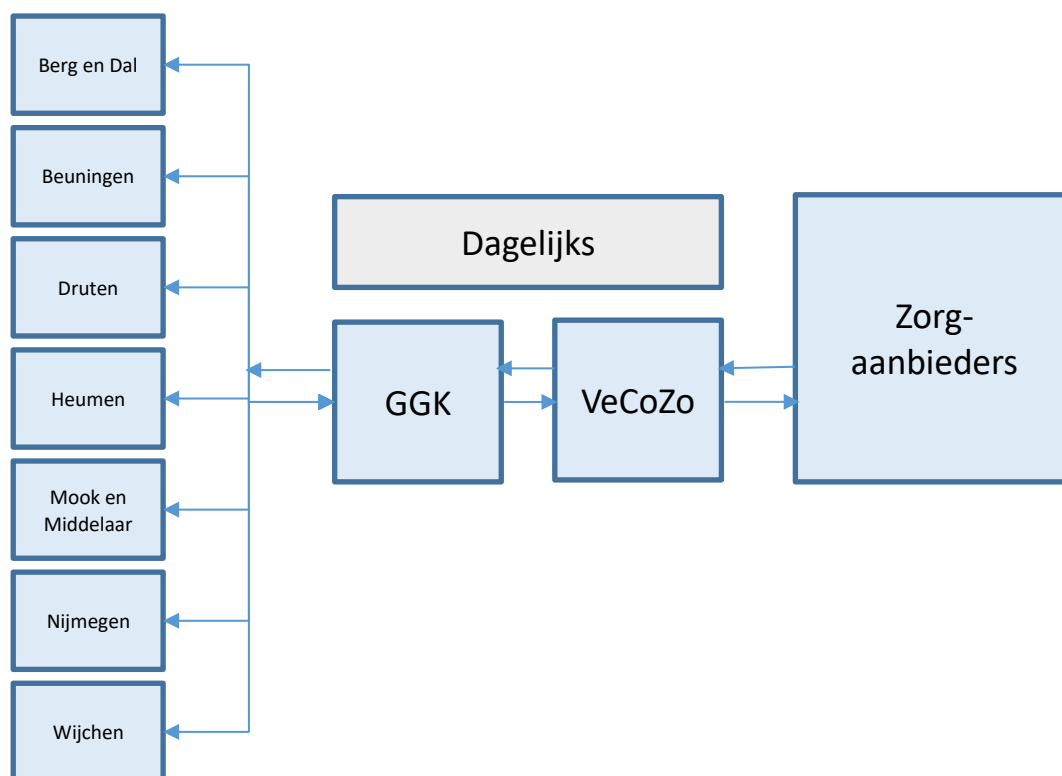 Berg en Dal
Beuningen
Druten
Heumen
Mook en
Middelaar
Nijmegen
Wijchen
Dagelijks
GGK
VeCoZo
Zorg-
aanbieders